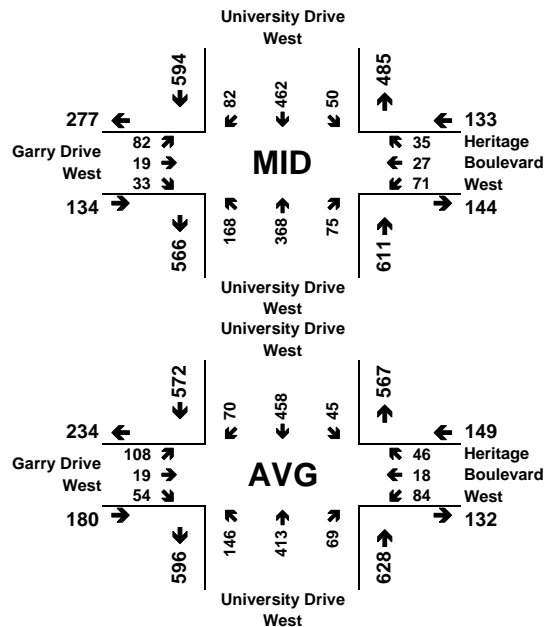 University Drive
West
594
82
462
50
485
277
133
82
19
33
Garry Drive
West
MID
35
27
71
Heritage
Boulevard
West
134
144
566
168
368
75
611
University Drive
West
University Drive
West
572
70
458
45
567
234
149
108
19
54
Garry Drive
West
AVG
46
18
84
Heritage
Boulevard
West
180
132
596
146
413
69
628
University Drive
West